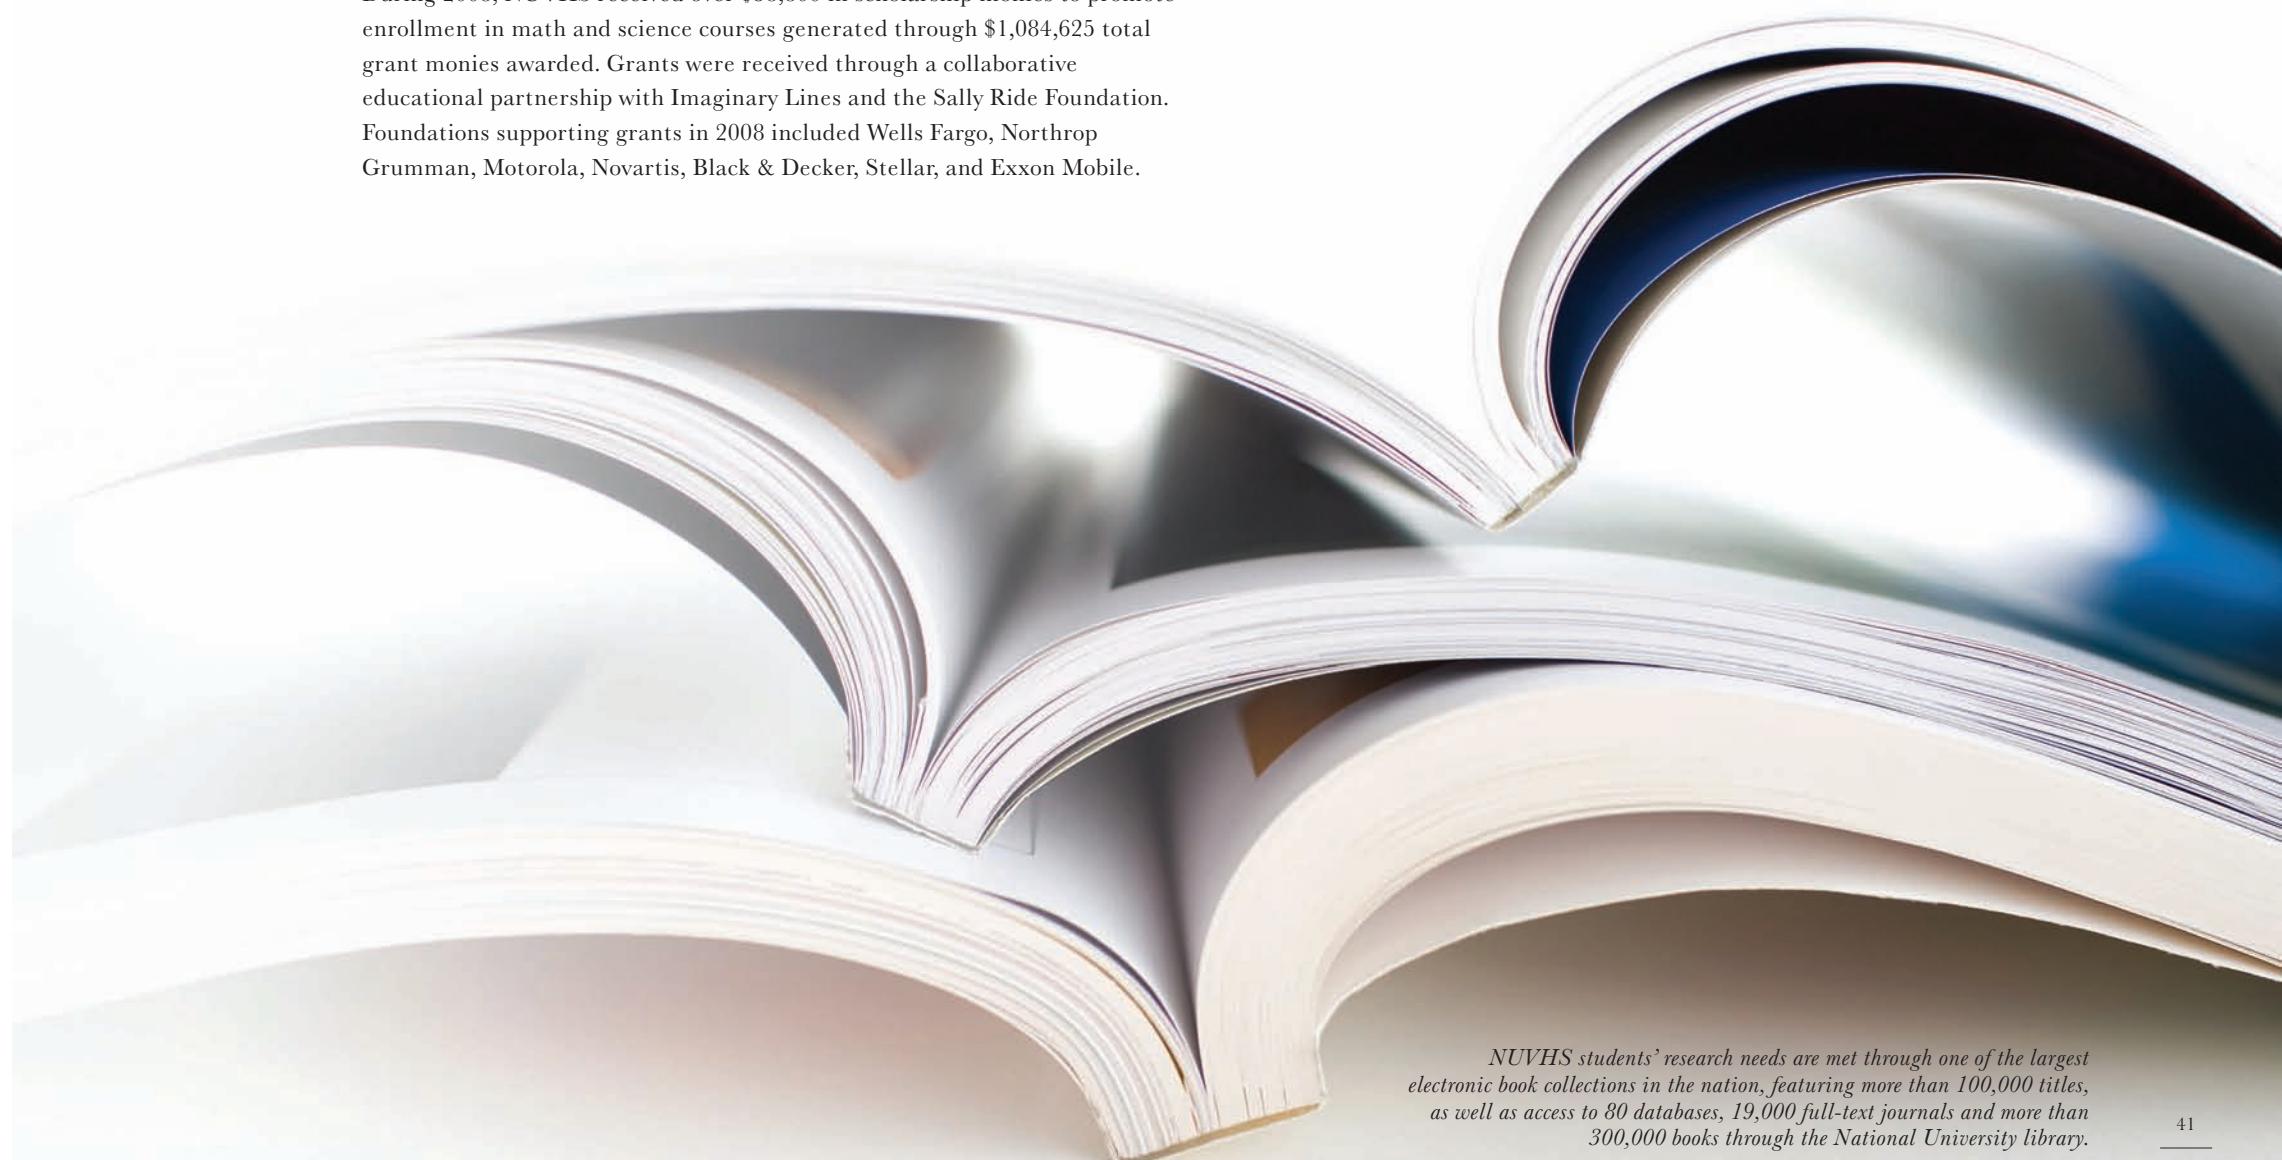 enrollment in math and science courses generated through $1,084,625 total
grant monies awarded. Grants were received through a collaborative
educational partnership with Imaginary Lines and the Sally Ride Foundation.
Foundations supporting grants in 2008 included Wells Fargo, Northrop
Grumman, Motorola, Novartis, Black & Decker, Stellar, and Exxon Mobile.
NUVHS students’ research needs are met through one of the largest
electronic book collections in the nation, featuring more than 100,000 titles,
as well as access to 80 databases, 19,000 full-text journals and more than
300,000 books through the National University library.
41